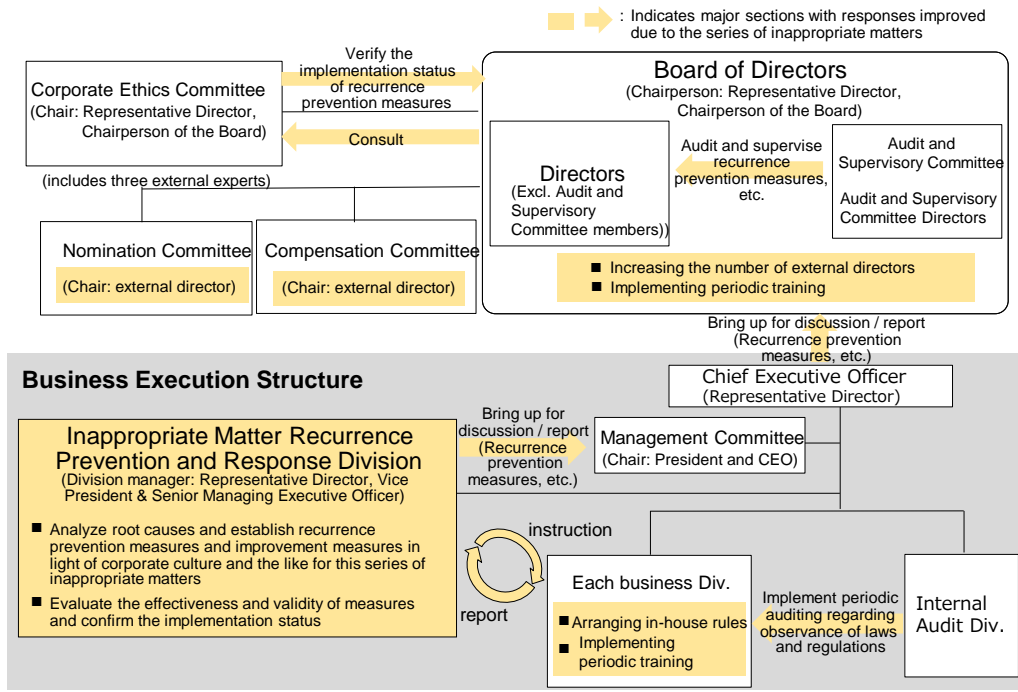 : Indicates major sections with responses improved
due to the series of inappropriate matters
Corporate Ethics Committee
(Chair: Representative Director,
Chairperson of the Board)
(includes three external experts)
Verify the
implementation status
of recurrence
prevention measures
Consult
Board of Directors
(Chairperson: Representative Director,
Chairperson of the Board)
Directors
(Excl. Audit and
Supervisory
Committee members))
Audit and supervise
recurrence
prevention measures,
etc.
Audit and
Supervisory Committee
Audit and Supervisory
Committee Directors
■ Increasing the number of external directors
■ Implementing periodic training
Nomination Committee
(Chair: external director)
Compensation Committee
(Chair: external director)
Bring up for discussion / report
(Recurrence prevention
measures, etc.)
Business Execution Structure
Chief Executive Officer
(Representative Director)
Inappropriate Matter Recurrence
Prevention and Response Division
(Division manager: Representative Director, Vice
President & Senior Managing Executive Officer)
■ Analyze root causes and establish recurrence
prevention measures and improvement measures in
light of corporate culture and the like for this series of
inappropriate matters
■ Evaluate the effectiveness and validity of measures
and confirm the implementation status
Bring up for
discussion / report
(Recurrence
prevention
measures, etc.)
Management Committee
(Chair: President and CEO)
instruction
report
Each business Div.
■ Arranging in-house rules
■ Implementing
periodic training
Implement periodic
auditing regarding
observance of laws
and regulations
Internal
Audit Div.